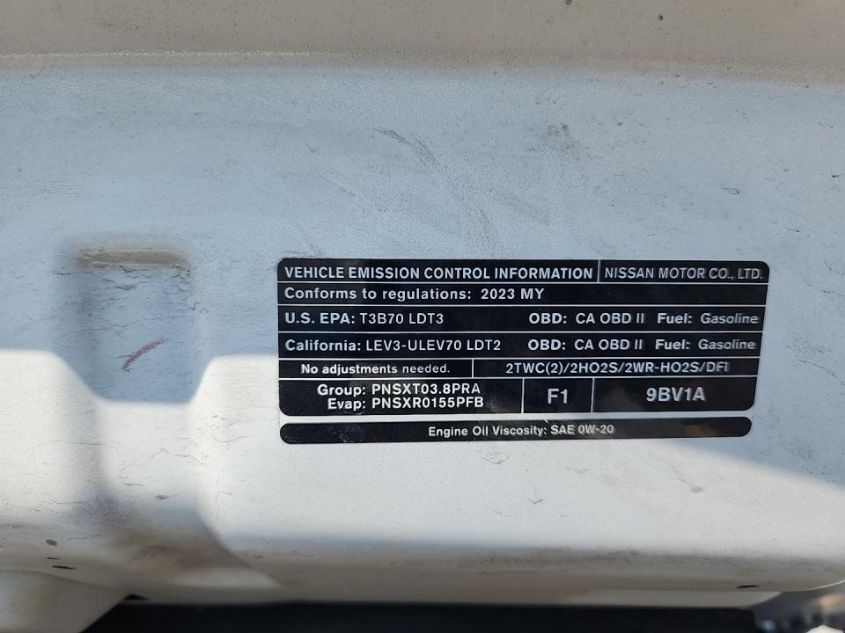 VEHICLE EMISSION CONTROL INFORMATION NISSAN MOTOR CO., LTD.
Conforms to regulations: 2023 MY
U.S. EPA: T3B70 LDT3 OBD: CA OBD II Fuel: Gasoline
California: LEV3-ULEV70 LDT2 OBD: CA OBD II Fuel: Gasoline
No adjustments needed. 2TWC(2)/2HO2S/2WR-HO2S/DFI
Group: PNSXT03.8PRA
Evap: PNSXR0155PFB
F1
9BV1A
Engine Oil Viscosity: SAE 0W-20